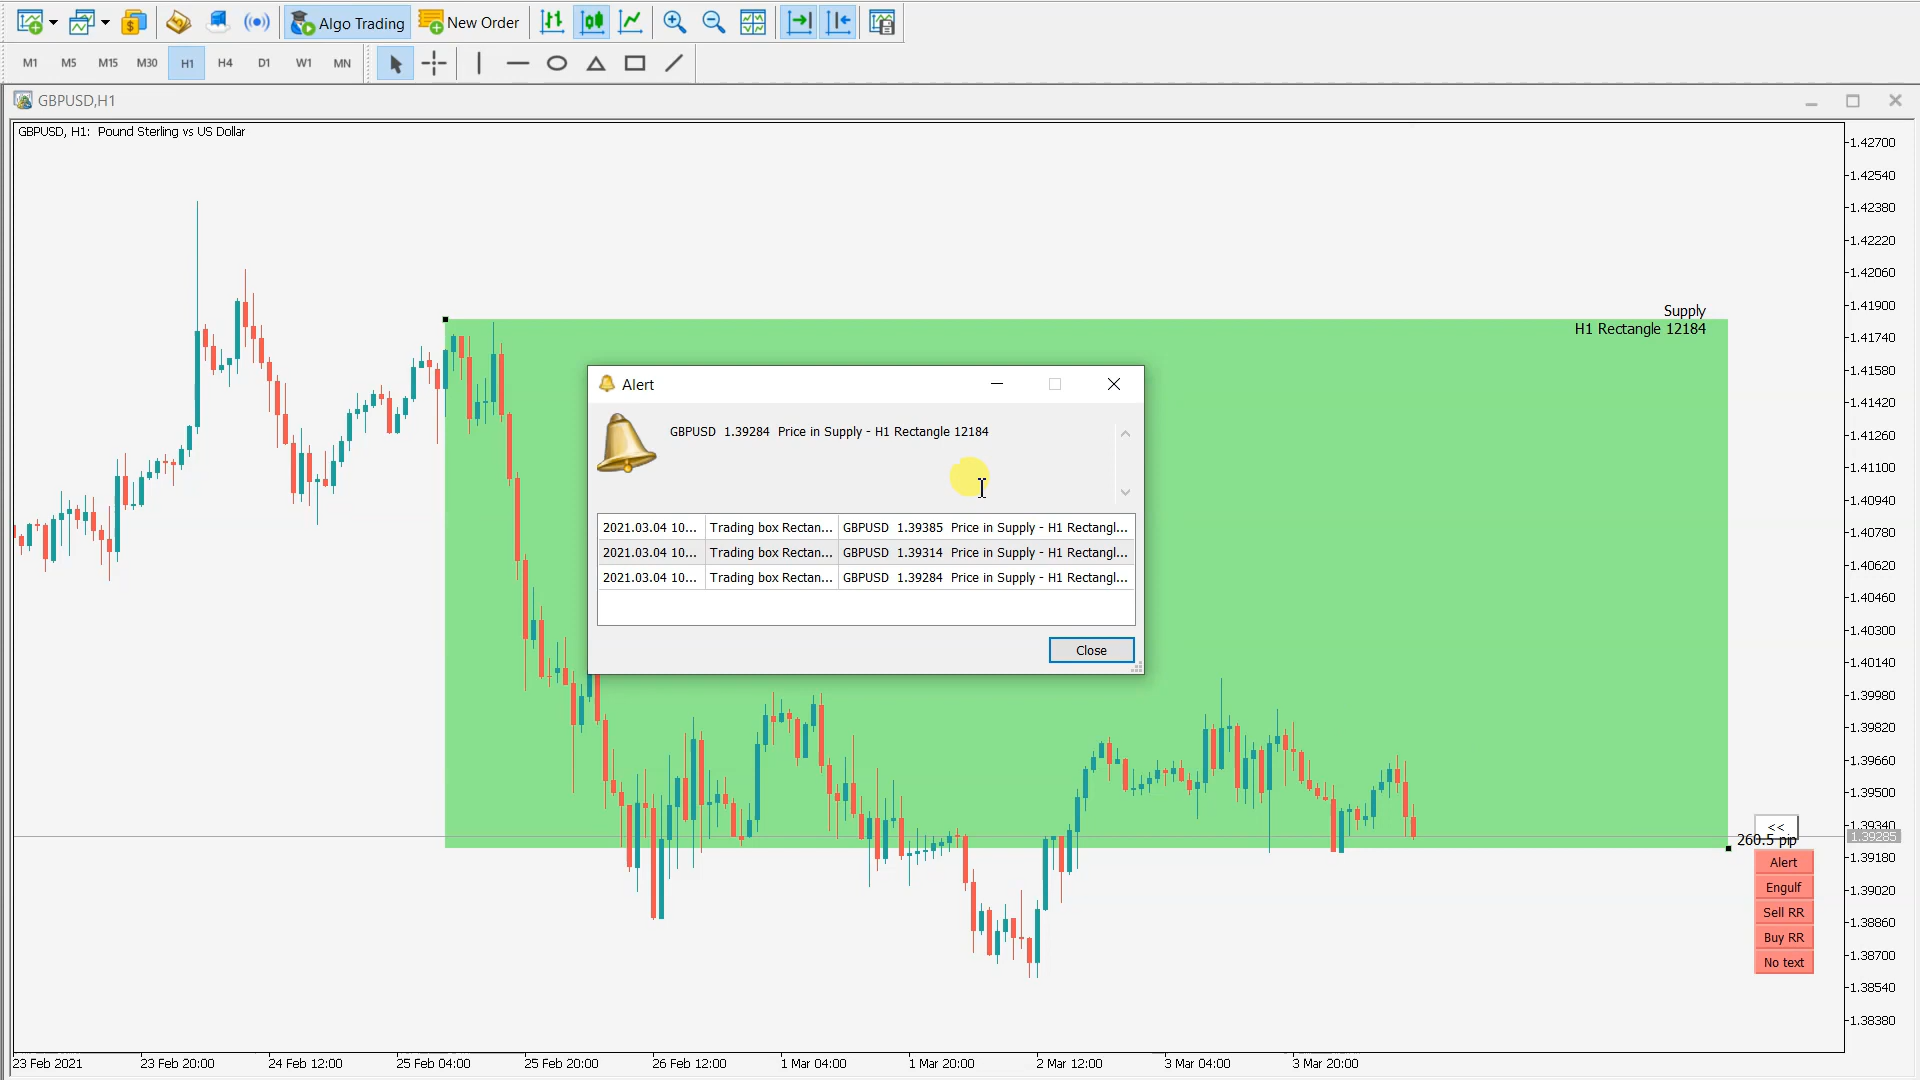 Algo Trading
New Order
M1 M5 M15 M30 H1 H4 D1 W1 MN
GBPUSD,H1
GBPUSD, H1: Pound Sterling vs US Dollar
1.42700
1.42540
1.42380
1.42220
1.42060
1.41900
1.41740
1.41580
1.41420
1.41260
1.41100
1.40940
1.40780
1.40620
1.40460
1.40300
1.40140
1.39980
1.39820
1.39660
1.39500
1.39340
1.39285
1.39180
1.39020
1.38860
1.38700
1.38540
1.38380
Supply
H1 Rectangle 12184
Alert
GBPUSD 1.39284 Price in Supply - H1 Rectangle 12184
2021.03.04 10... Trading box Rectan... GBPUSD 1.39385 Price in Supply - H1 Rectangl...
2021.03.04 10... Trading box Rectan... GBPUSD 1.39314 Price in Supply - H1 Rectangl...
2021.03.04 10... Trading box Rectan... GBPUSD 1.39284 Price in Supply - H1 Rectangl...
Close
<<
260.5 pip
Alert
Engulf
Sell RR
Buy RR
No text
23 Feb 2021 23 Feb 20:00 24 Feb 12:00 25 Feb 04:00 25 Feb 20:00 26 Feb 12:00 1 Mar 04:00 1 Mar 20:00 2 Mar 12:00 3 Mar 04:00 3 Mar 20:00